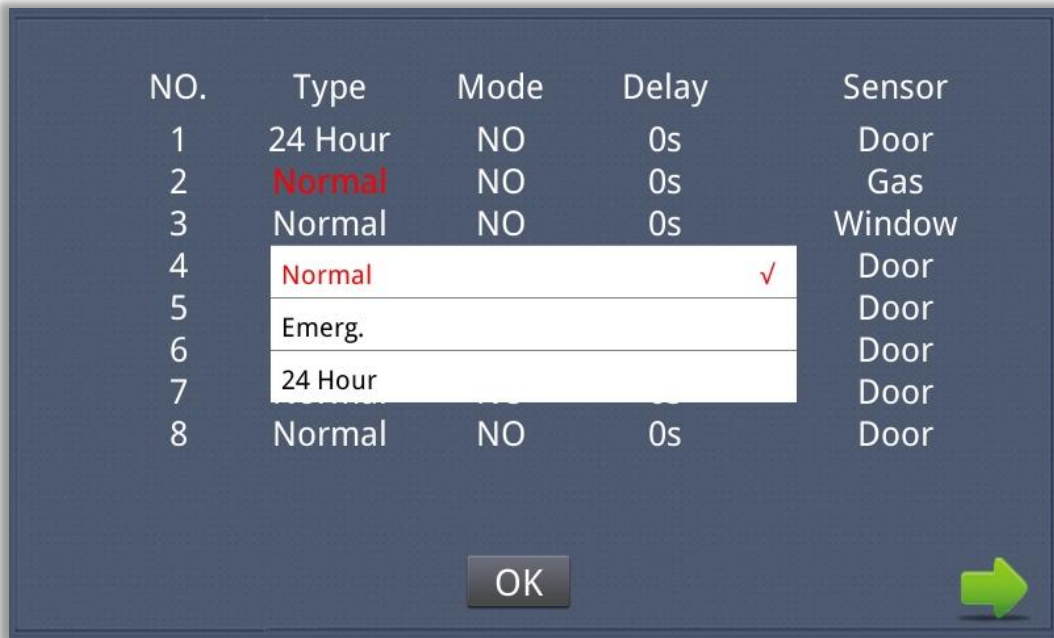 NO. Type Mode Delay Sensor
1 24 Hour NO 0s Door
2 Normal NO 0s Gas
3 Normal NO 0s Window
4 Door
Normal √
5 Door
Emerg.
6 Door
24 Hour
7 Door
8 Normal NO 0s Door
OK